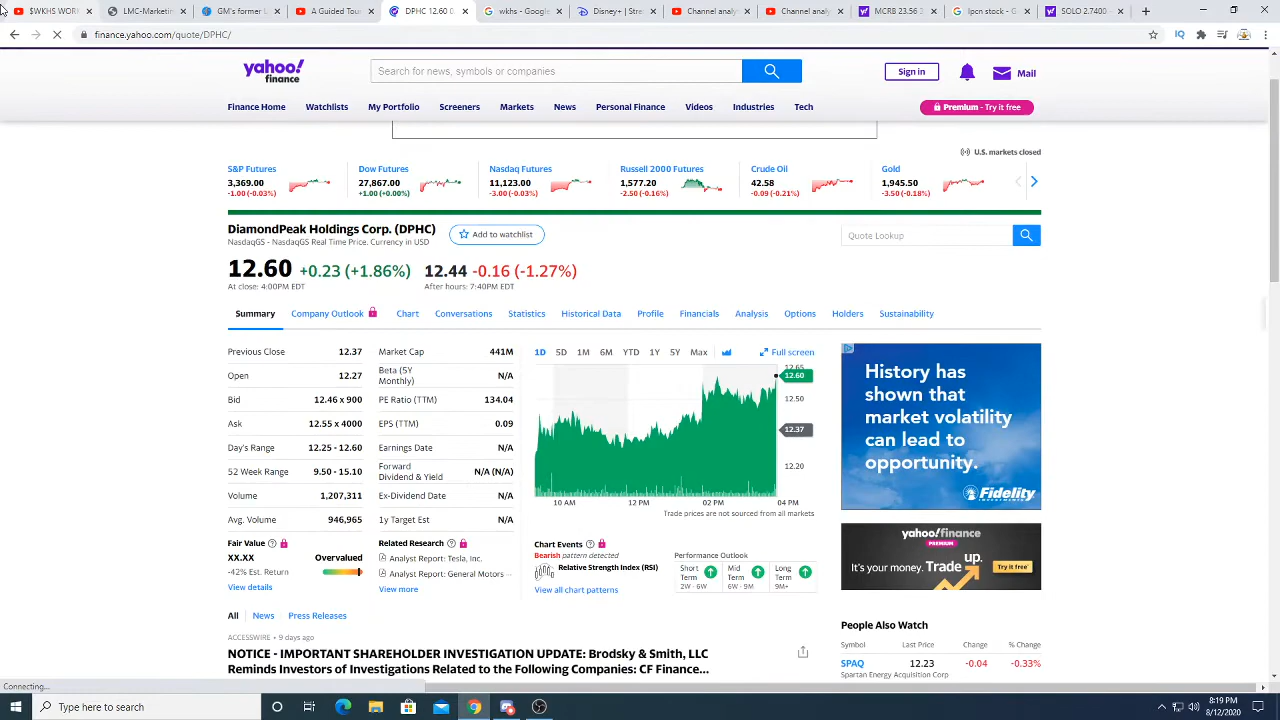 $WKHS WORK
LMC-Marketin
GM's former l
A Guided Tour
DPHC 12.60 0.
wkhs - Google
Disney+ | Stre
Channel analy
Channel analy
MCRB 23.56 3
lpcn stock - G
SOLO 2.7400 -
finance.yahoo.com/quote/DPHC/
yahoo!
finance
Search for news, symbols or companies
Sign in
Mail
Finance Home Watchlists My Portfolio Screeners Markets News Personal Finance Videos Industries Tech
Premium - Try it free
U.S. markets closed
S&P Futures
3,369.00
-1.00 (-0.03%)
Dow Futures
27,867.00
+1.00 (+0.00%)
Nasdaq Futures
11,123.00
-3.00 (-0.03%)
Russell 2000 Futures
1,577.20
-2.50 (-0.16%)
Crude Oil
42.58
-0.09 (-0.21%)
Gold
1,945.50
-3.50 (-0.18%)
DiamondPeak Holdings Corp. (DPHC)
Add to watchlist
NasdaqGS - NasdaqGS Real Time Price. Currency in USD
Quote Lookup
12.60 +0.23 (+1.86%)
At close: 4:00PM EDT
12.44 -0.16 (-1.27%)
After hours: 7:40PM EDT
Summary Company Outlook Chart Conversations Statistics Historical Data Profile Financials Analysis Options Holders Sustainability
Previous Close 12.37
Open 12.27
Bid 12.46 x 900
Ask 12.55 x 4000
Day's Range 12.25 - 12.60
52 Week Range 9.50 - 15.10
Volume 1,207,311
Avg. Volume 946,965
Market Cap 441M
Beta (5Y
Monthly) N/A
PE Ratio (TTM) 134.04
EPS (TTM) 0.09
Earnings Date N/A
Forward
Dividend & Yield N/A (N/A)
Ex-Dividend Date N/A
1y Target Est N/A
1D 5D 1M 6M YTD 1Y 5Y Max
Full screen
12.65
12.60
12.50
12.37
12.20
10 AM 12 PM 02 PM 04 PM
Trade prices are not sourced from all markets
Fair Value
XX.XX Overvalued
-42% Est. Return
View details
Related Research
Analyst Report: Tesla, Inc.
Analyst Report: General Motors ...
View more
Chart Events
Bearish pattern detected
Relative Strength Index (RSI)
View all chart patterns
Performance Outlook
Short
Term
2W - 6W
Mid
Term
6W - 9M
Long
Term
9M+
History has
shown that
market volatility
can lead to
opportunity.
Fidelity
INVESTMENTS
yahoo!finance
PREMIUM
It's your money. Trade up.
Try it free
All News Press Releases
ACCESSWIRE • 9 days ago
NOTICE - IMPORTANT SHAREHOLDER INVESTIGATION UPDATE: Brodsky & Smith, LLC
Reminds Investors of Investigations Related to the Following Companies: CF Finance...
People Also Watch
Symbol Last Price Change % Change
SPAQ 12.23 -0.04 -0.33%
Spartan Energy Acquisition Corp
Connecting...
Type here to search
8:19 PM
8/12/2020